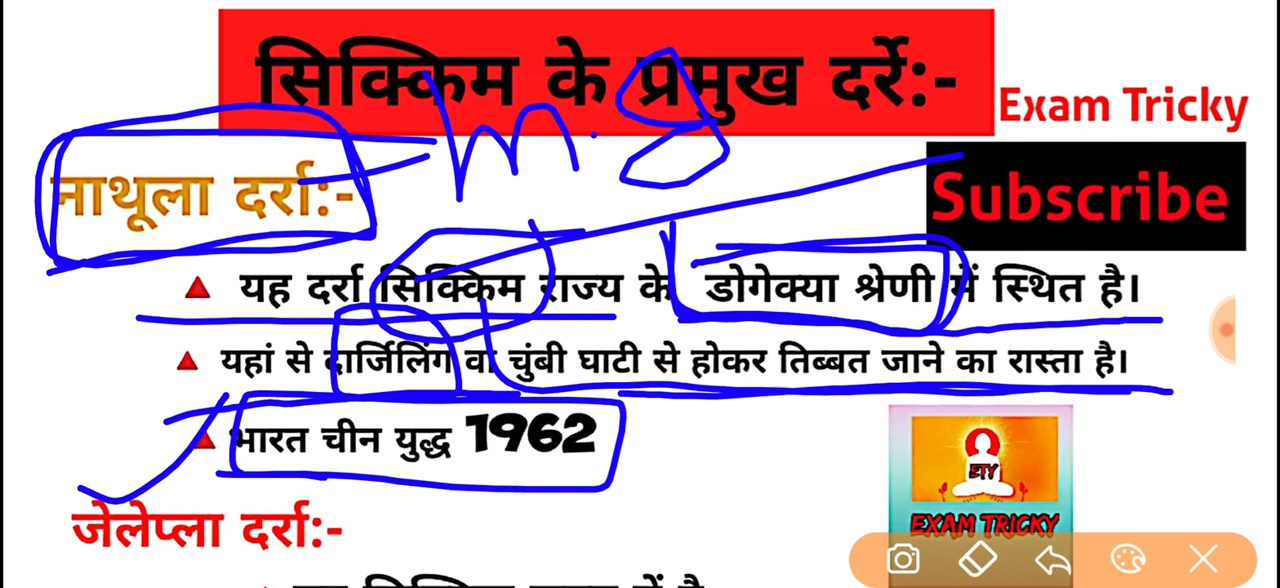 सिक्किम के प्रमुख दर्रे:-
Exam Tricky
Subscribe
नाथूला दर्रा:-
यह दर्रा सिक्किम राज्य के डोगेक्या श्रेणी में स्थित है।
यहां से दार्जिलिंग वा चुंबी घाटी से होकर तिब्बत जाने का रास्ता है।
भारत चीन युद्ध 1962
ETY
EXAM TRICKY
जेलेप्ला दर्रा:-